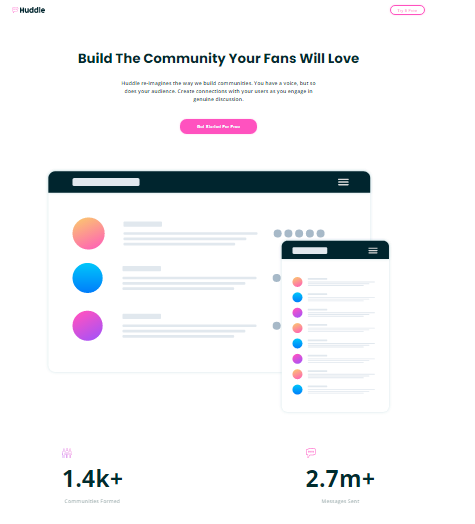 Huddle
Try It Free
Build The Community Your Fans Will Love
Huddle re-imagines the way we build communities. You have a voice, but so
does your audience. Create connections with your users as you engage in
genuine discussion.
Get Started For Free
1.4k+
2.7m+
Communities Formed
Messages Sent